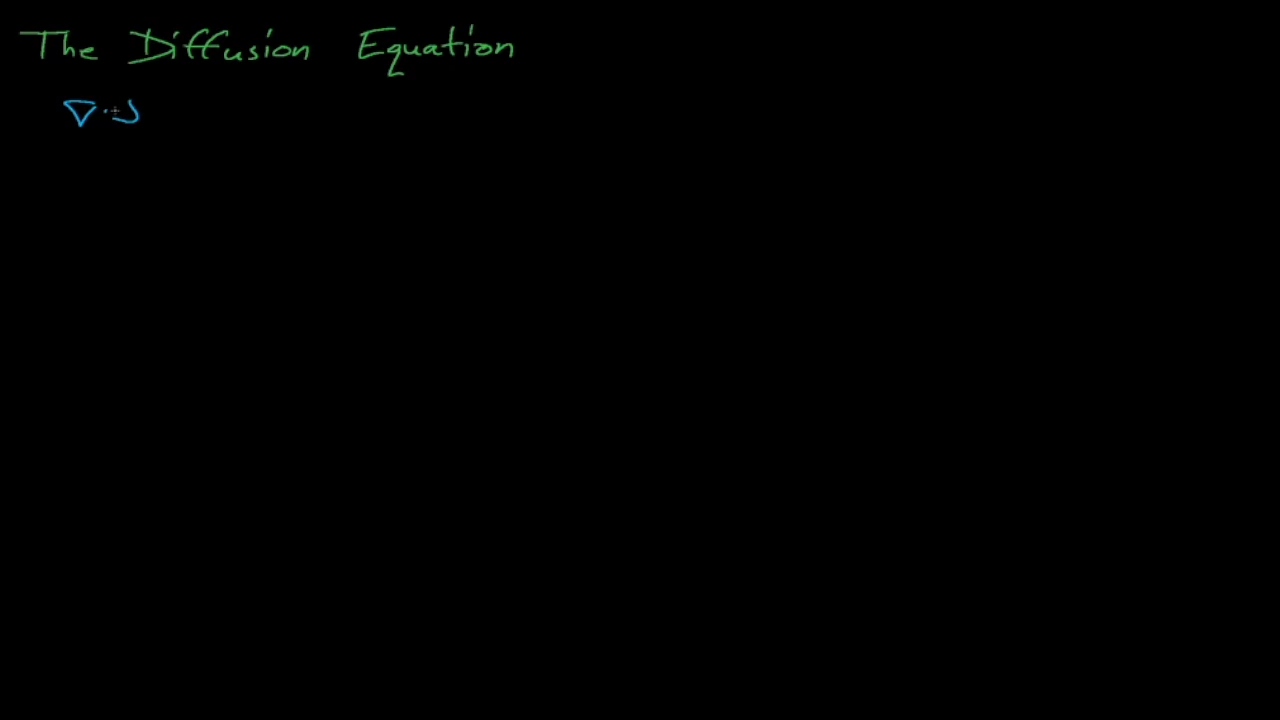 The Diffusion Equation
∇·J